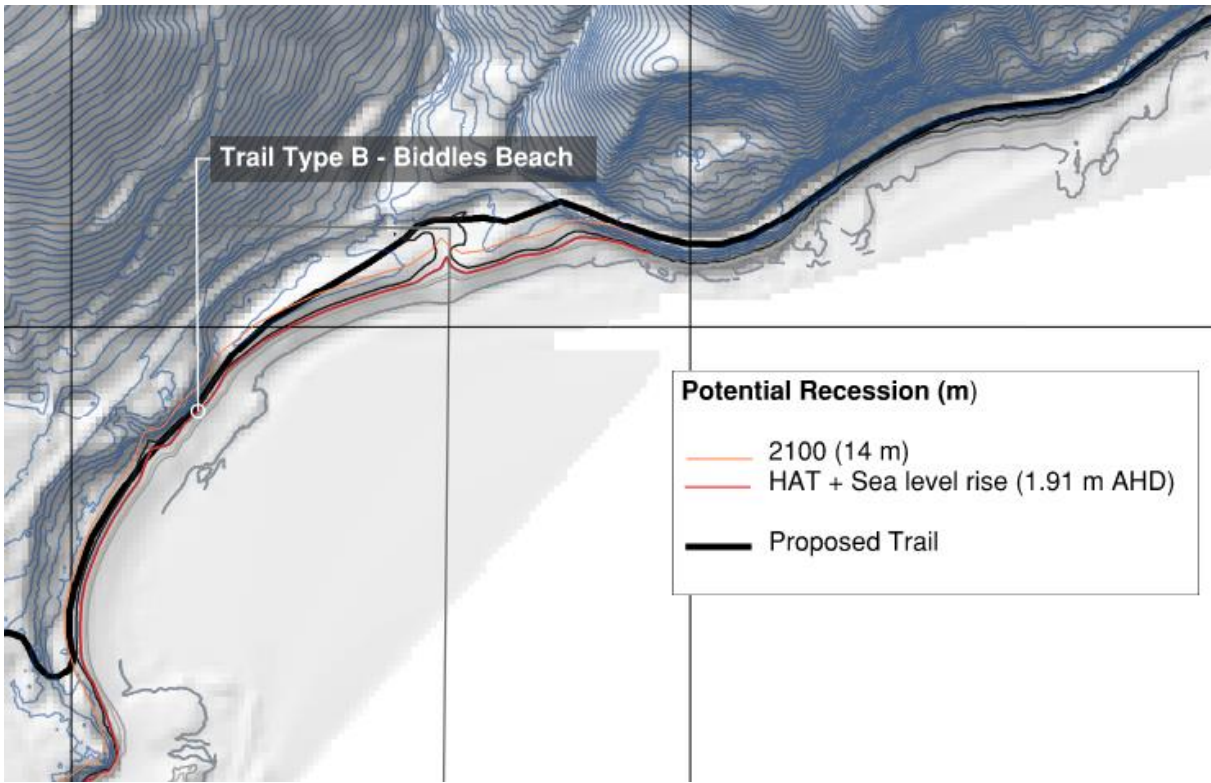 Trail Type B - Biddles Beach
Potential Recession (m)
2100 (14 m)
HAT + Sea level rise (1.91 m AHD)
Proposed Trail